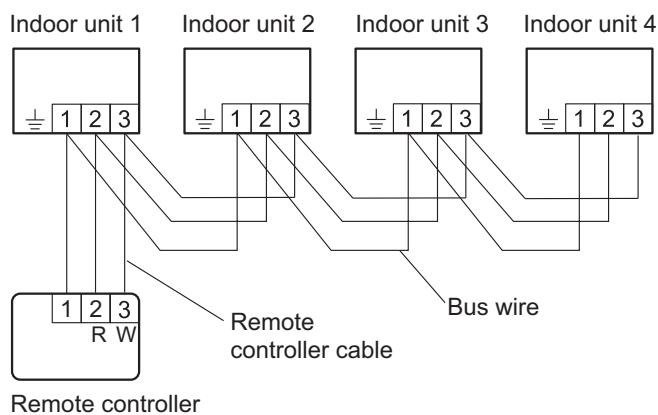 Indoor unit 1 Indoor unit 2 Indoor unit 3 Indoor unit 4
1 2 3 1 2 3 1 2 3 1 2 3
1 2 3
R W
Bus wire
Remote
controller cable
Remote controller